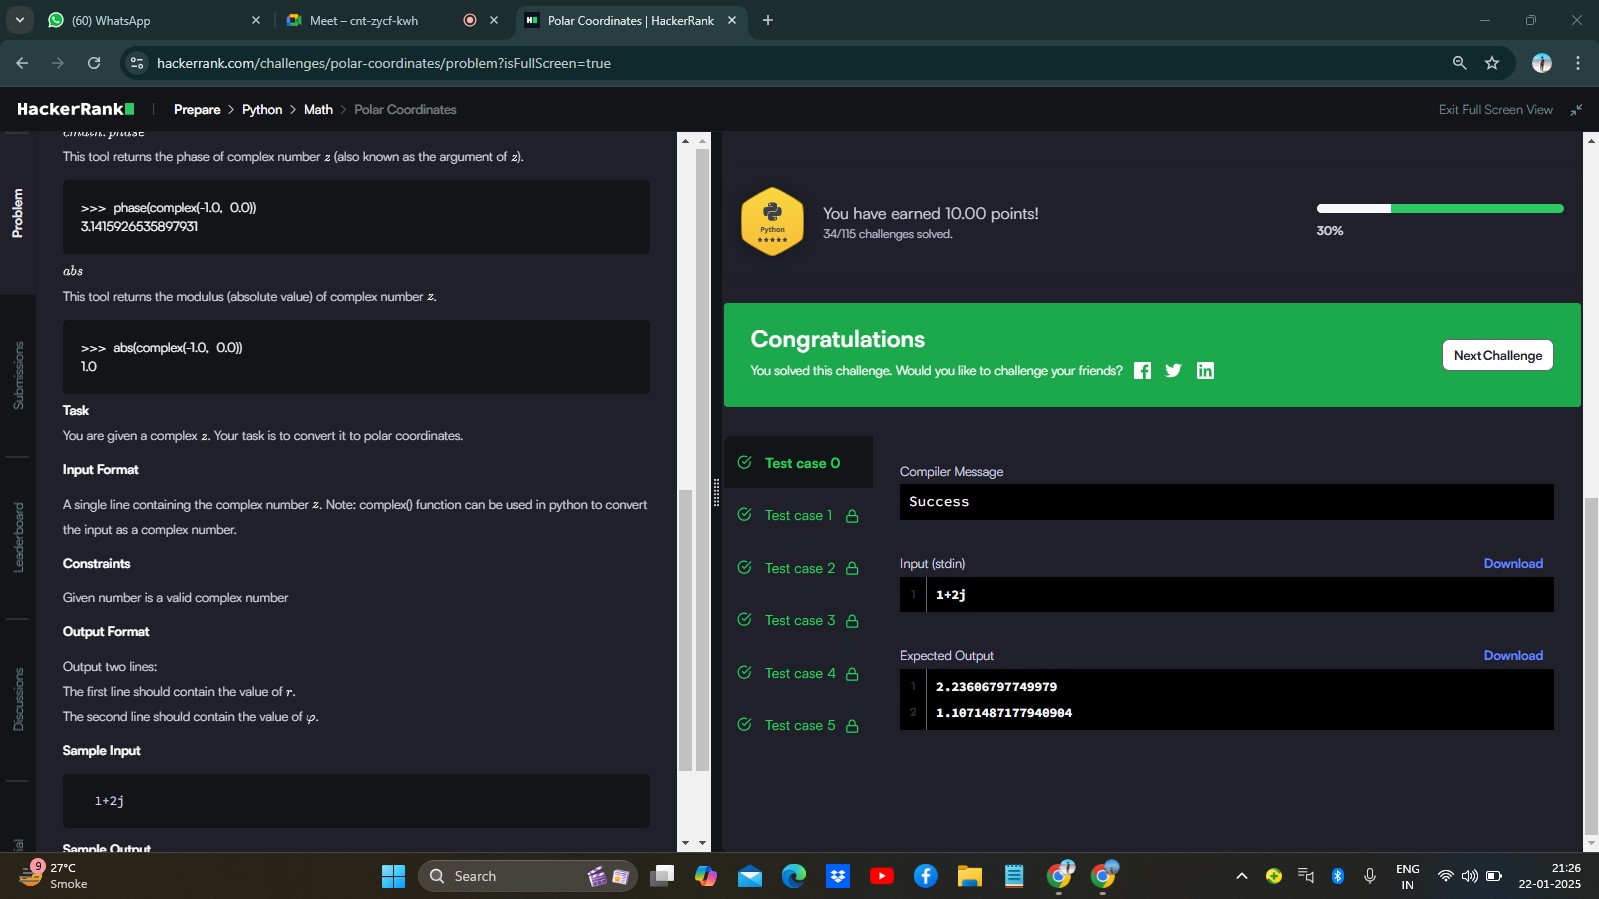 (60) WhatsApp
Meet – cnt-zycf-kwh
Polar Coordinates | HackerRank
hackerrank.com/challenges/polar-coordinates/problem?isFullScreen=true
HackerRank
Prepare > Python > Math > Polar Coordinates
Exit Full Screen View
Problem
Submissions
Leaderboard
Discussions
cmath.phase
This tool returns the phase of complex number z (also known as the argument of z).
>>> phase(complex(-1.0, 0.0))
3.1415926535897931
abs
This tool returns the modulus (absolute value) of complex number z.
>>> abs(complex(-1.0, 0.0))
1.0
Task
You are given a complex z. Your task is to convert it to polar coordinates.
Input Format
A single line containing the complex number z. Note: complex() function can be used in python to convert
the input as a complex number.
Constraints
Given number is a valid complex number
Output Format
Output two lines:
The first line should contain the value of r.
The second line should contain the value of φ.
Sample Input
1+2j
Sample Output
Python
You have earned 10.00 points!
34/115 challenges solved.
30%
Congratulations
You solved this challenge. Would you like to challenge your friends?
Next Challenge
Test case 0
Test case 1
Test case 2
Test case 3
Test case 4
Test case 5
Compiler Message
Success
Input (stdin)
Download
1 1+2j
Expected Output
Download
1 2.23606797749979
2 1.1071487177940904
9
27°C
Smoke
Search
ENG
IN
21:26
22-01-2025